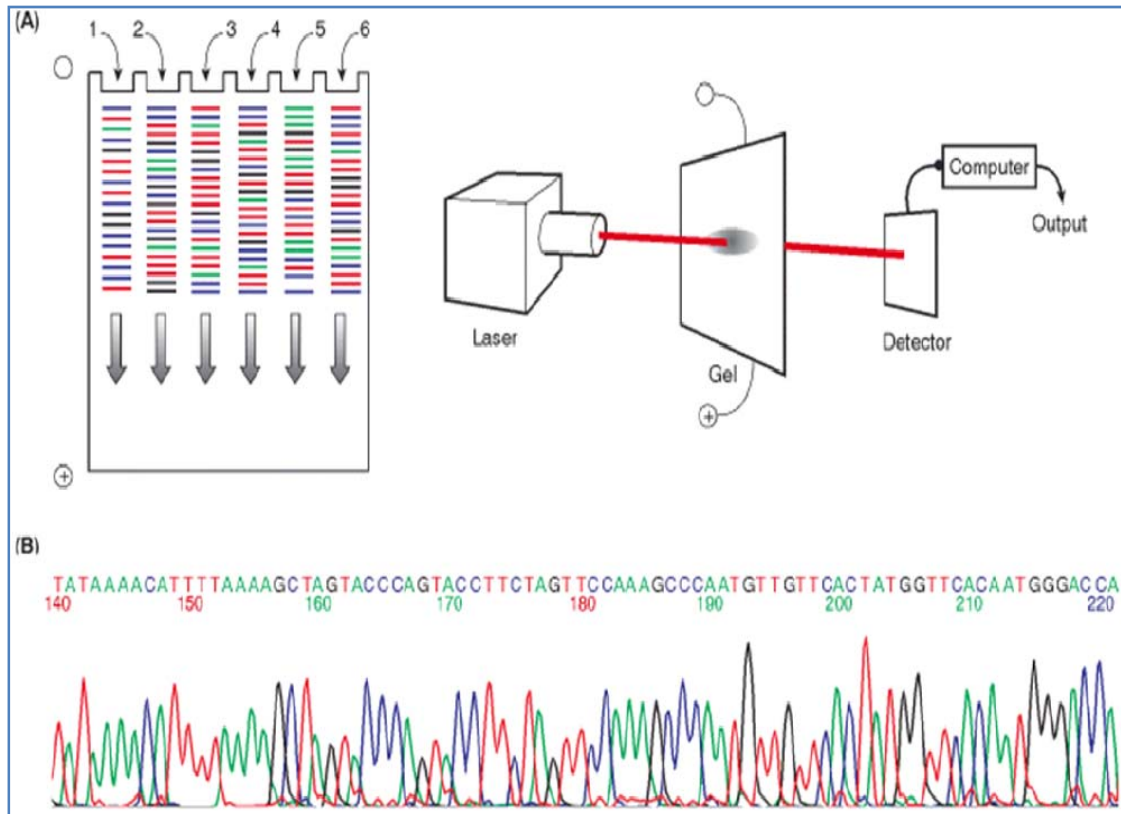 (A)
1 2 3 4 5 6
Computer
Output
Laser
Detector
Gel
+
+
(B)
TATAAAACATTTTAAAAGCTAGTACCCAGTACCTTCTAGTTCCAAAGCCCAATGTTGTTCACTATGGTTCACAATGGGACCA
140 150 160 170 180 190 200 210 220